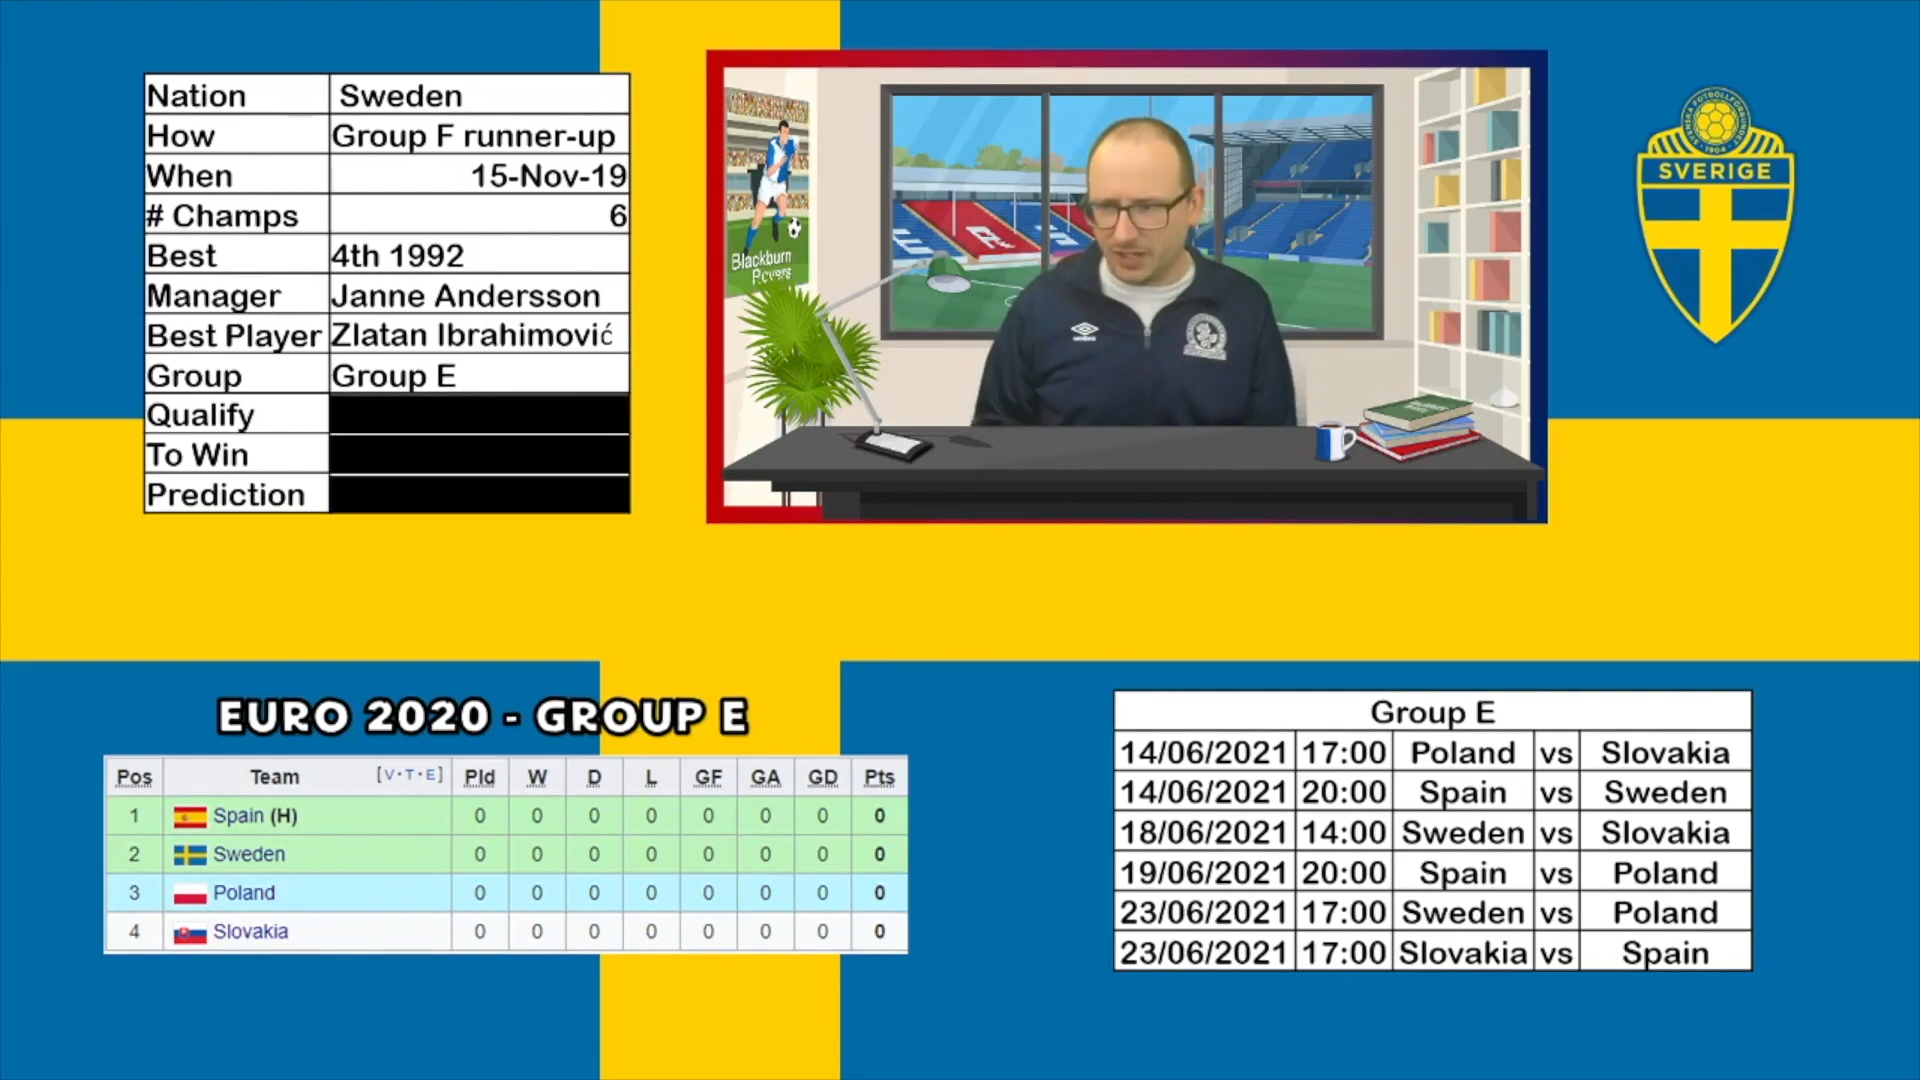 Nation Sweden
How Group F runner-up
When 15-Nov-19
# Champs 6
Best 4th 1992
Manager Janne Andersson
Best Player Zlatan Ibrahimović
Group Group E
Qualify
To Win
Prediction
Blackburn
Rovers
umbro
SVENSKA FOTBOLLFÖRBUNDET
1904
SVERIGE
EURO 2020 - GROUP E
Pos Team [V·T·E] Pld W D L GF GA GD Pts
1 Spain (H) 0 0 0 0 0 0 0 0
2 Sweden 0 0 0 0 0 0 0 0
3 Poland 0 0 0 0 0 0 0 0
4 Slovakia 0 0 0 0 0 0 0 0
Group E
14/06/2021 17:00 Poland vs Slovakia
14/06/2021 20:00 Spain vs Sweden
18/06/2021 14:00 Sweden vs Slovakia
19/06/2021 20:00 Spain vs Poland
23/06/2021 17:00 Sweden vs Poland
23/06/2021 17:00 Slovakia vs Spain